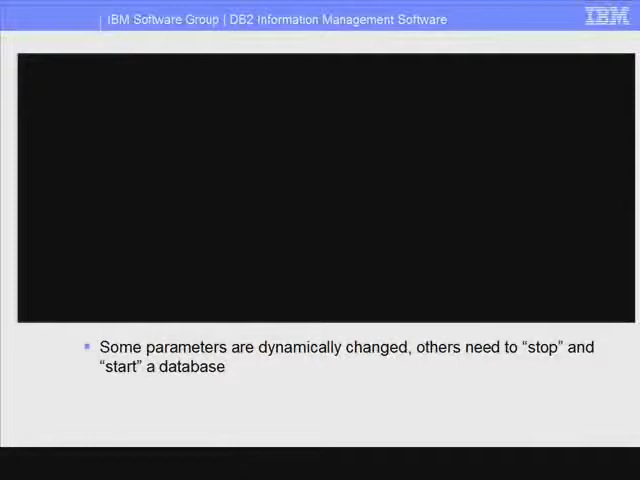 IBM Software Group | DB2 Information Management Software
IBM
Some parameters are dynamically changed, others need to “stop” and
“start” a database